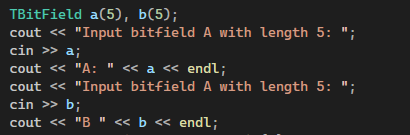 TBitField a(5), b(5);
cout << "Input bitfield A with length 5: ";
cin >> a;
cout << "A: " << a << endl;
cout << "Input bitfield A with length 5: ";
cin >> b;
cout << "B " << b << endl;